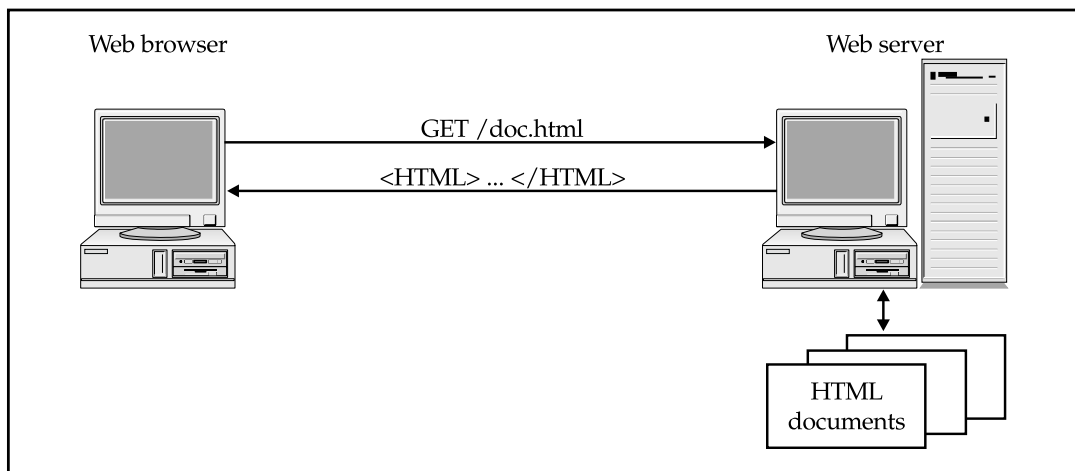 Web browser
Web server
GET /doc.html
<HTML> ... </HTML>
HTML
documents